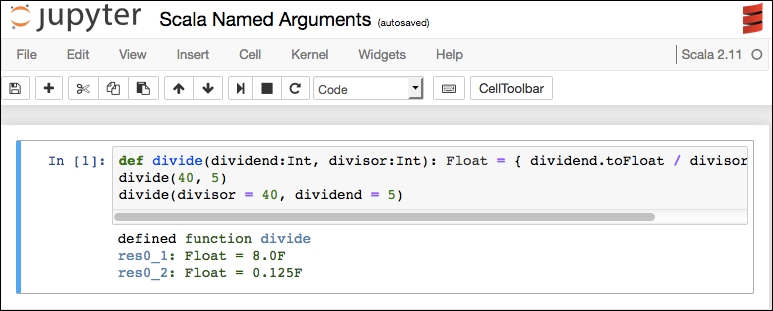 jupyter Scala Named Arguments (autosaved)
File Edit View Insert Cell Kernel Widgets Help Scala 2.11
Code CellToolbar
In [1]: def divide(dividend:Int, divisor:Int): Float = { dividend.toFloat / divisor
divide(40, 5)
divide(divisor = 40, dividend = 5)
defined function divide
res0_1: Float = 8.0F
res0_2: Float = 0.125F